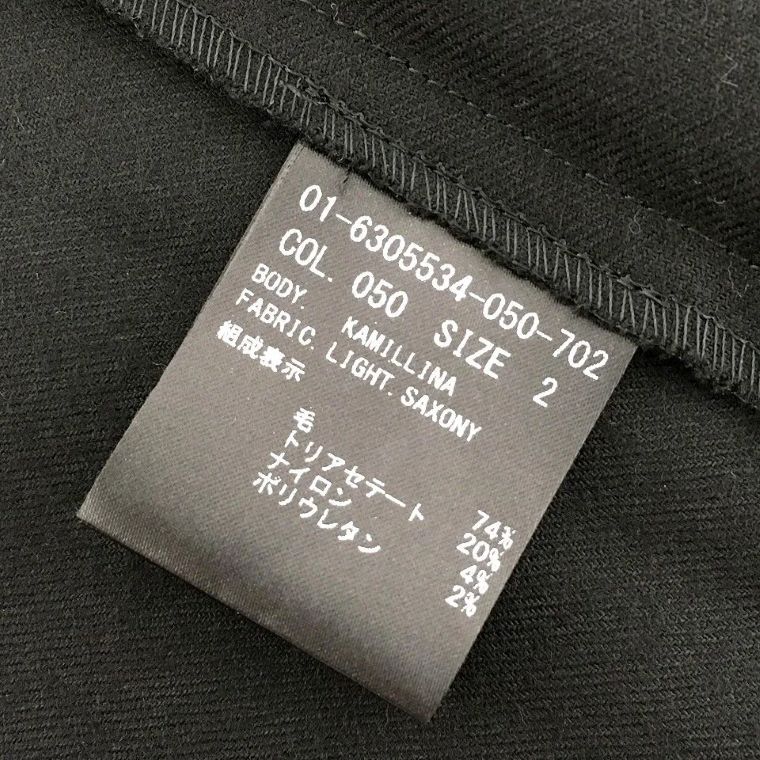 01-6305534-050-702
COL. 050 SIZE 2
BODY. KAMILLINA
FABRIC. LIGHT.SAXONY
組成表示
毛 74%
トリアセテート 20%
ナイロン 4%
ポリウレタン 2%